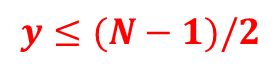 y ≤ (N − 1)/2